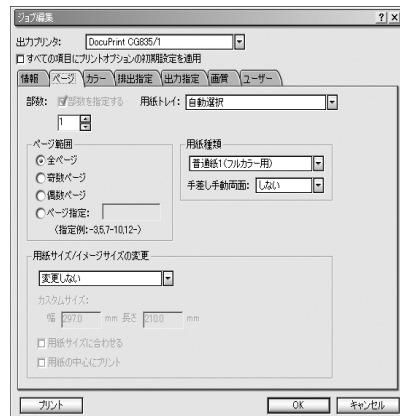 ジョブ編集
出力プリンタ: DocuPrint CG835/1
すべての項目にプリントオプションの初期設定を適用
情報 ページ カラー 排出指定 出力指定 画質 ユーザー
部数: 部数を指定する 用紙トレイ: 自動選択
1
ページ範囲
全ページ
奇数ページ
偶数ページ
ページ指定:
(指定例:-3,5,7-10,12-)
用紙種類
普通紙1(フルカラー用)
手差し手動両面: しない
用紙サイズ/イメージサイズの変更
変更しない
カスタムサイズ:
幅 297.0 mm 長さ 210.0 mm
用紙サイズに合わせる
用紙の中心にプリント
プリント OK キャンセル